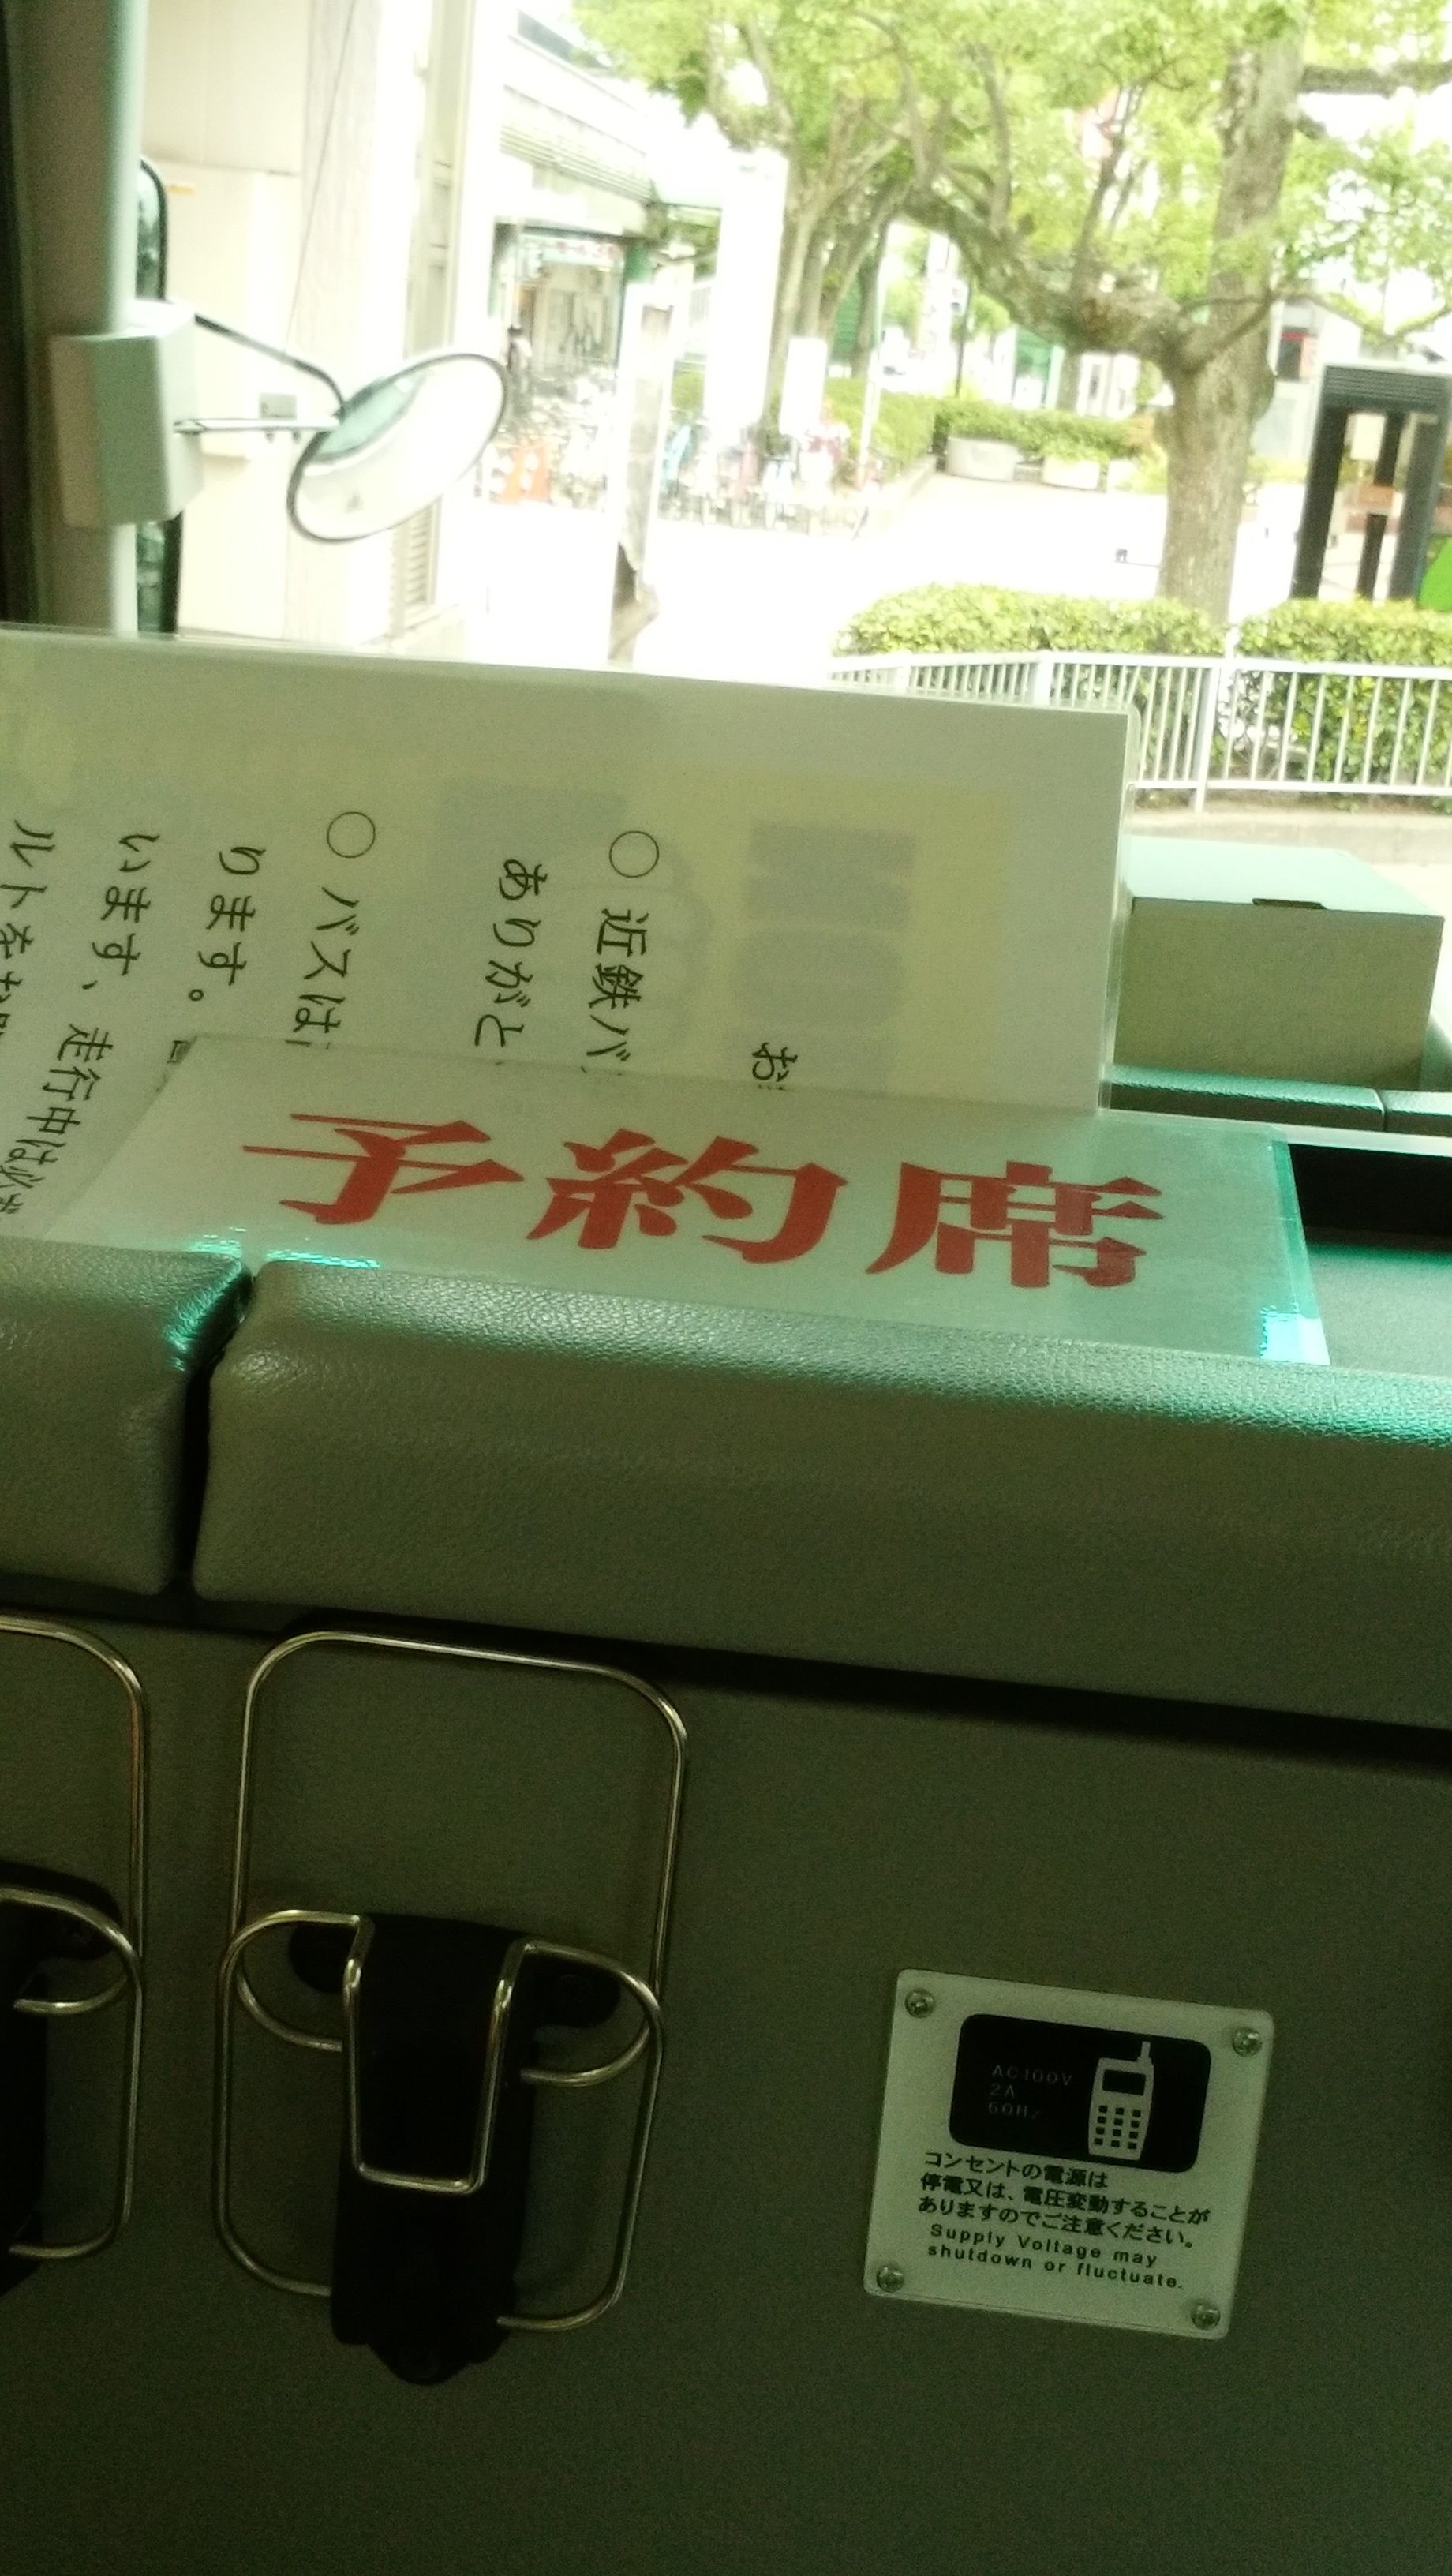 お
○近鉄バ
ありがと
○バスは
ります。
います、走行中は必ず
ルトをお
予約席
AC100V
2A
60Hz
コンセントの電源は
停電又は、電圧変動することが
ありますのでご注意ください。
Supply Voltage may
shutdown or fluctuate.